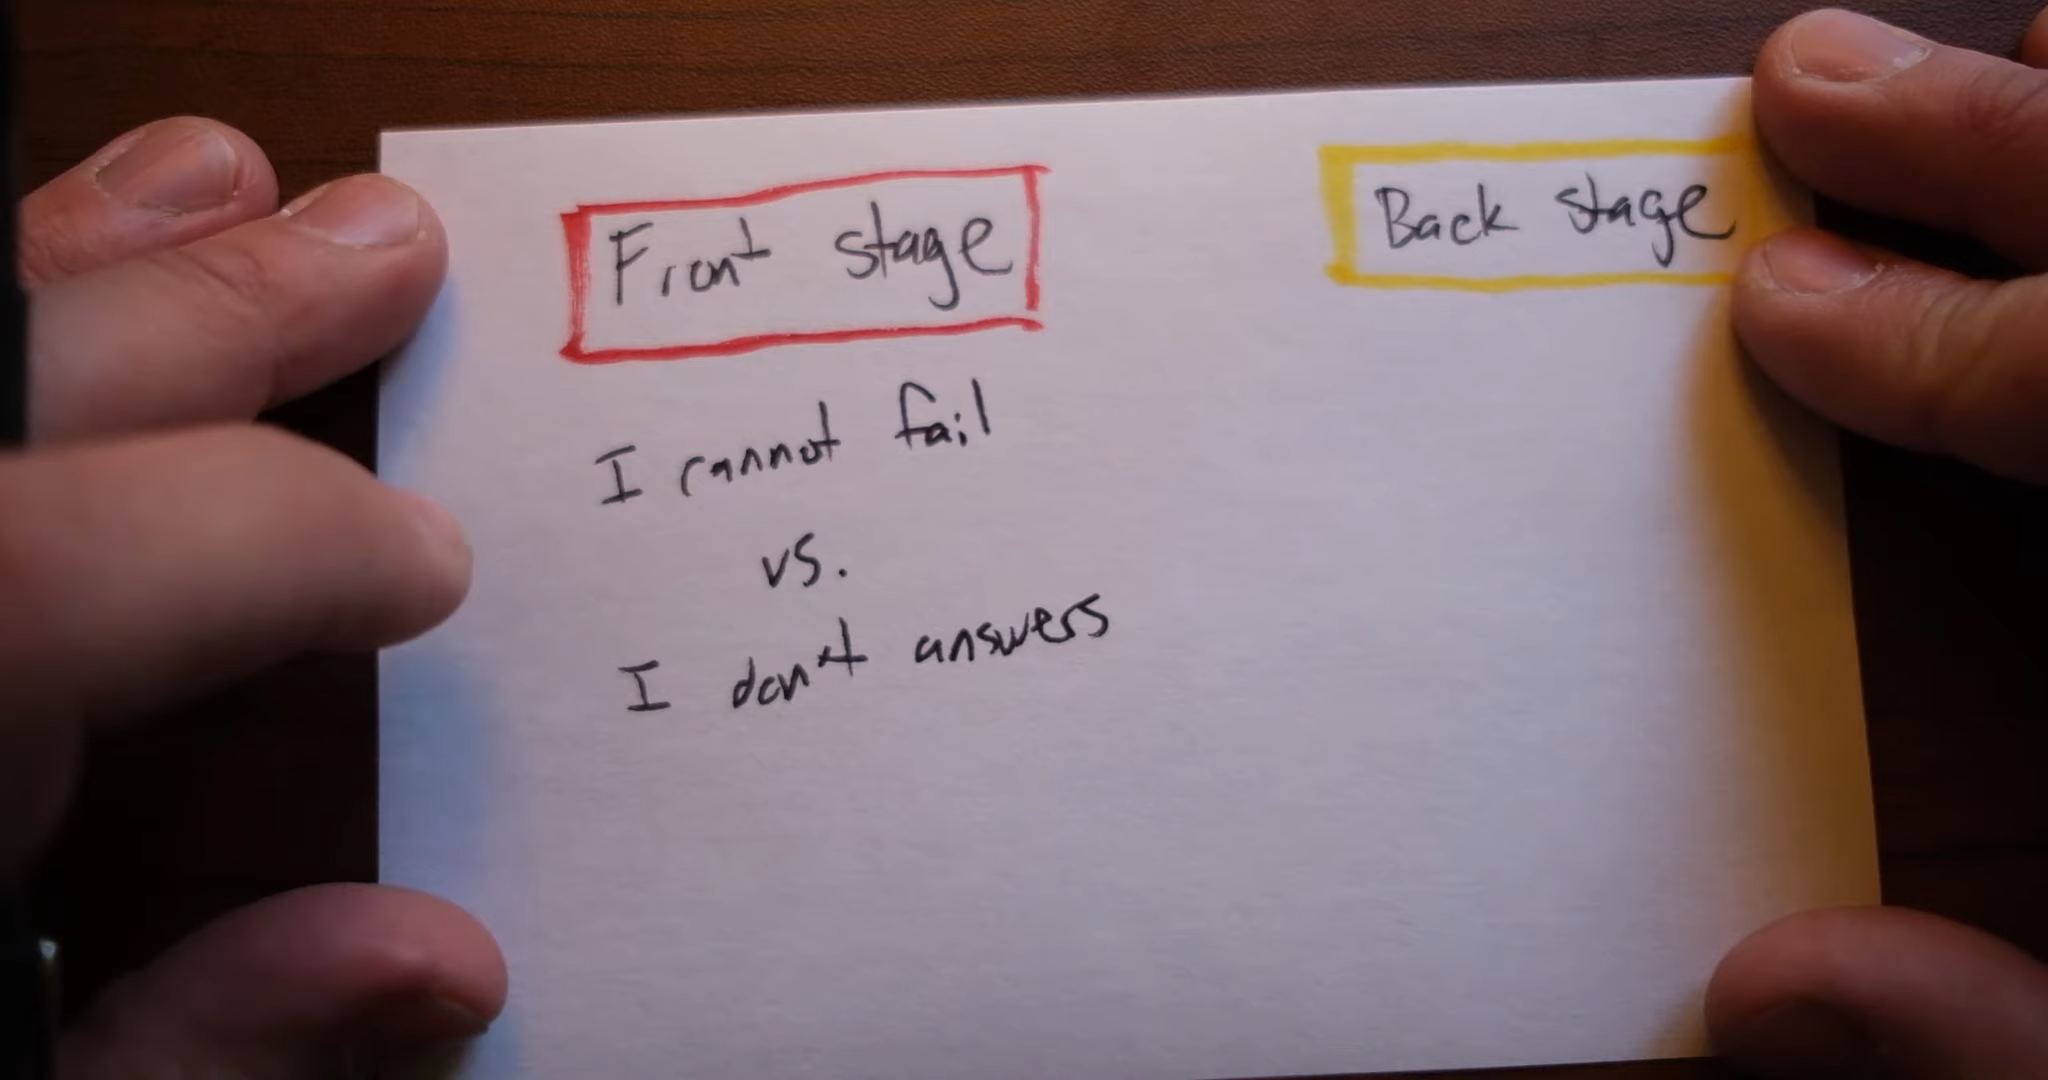 Front stage
Back stage
I cannot fail
vs.
I don't answers